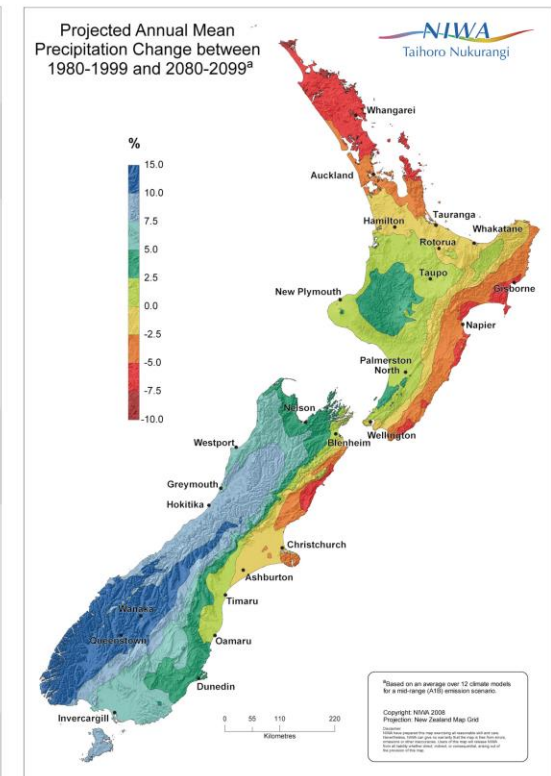 Projected Annual Mean
Precipitation Change between
1980-1999 and 2080-2099ᵃ
NIWA
Taihoro Nukurangi
%
15.0
10.0
7.5
5.0
2.5
0.0
-2.5
-5.0
-7.5
-10.0
Whangarei
Auckland
Hamilton
Tauranga
Whakatane
Rotorua
Taupo
New Plymouth
Gisborne
Napier
Palmerston
North
Nelson
Wellington
Westport
Blenheim
Greymouth
Hokitika
Christchurch
Ashburton
Wanaka
Timaru
Queenstown
Oamaru
Dunedin
Invercargill
0 55 110 220
Kilometres
ᵃBased on an average over 12 climate models
for a mid-range (A1B) emission scenario.
Copyright: NIWA 2008
Projection: New Zealand Map Grid
Disclaimer